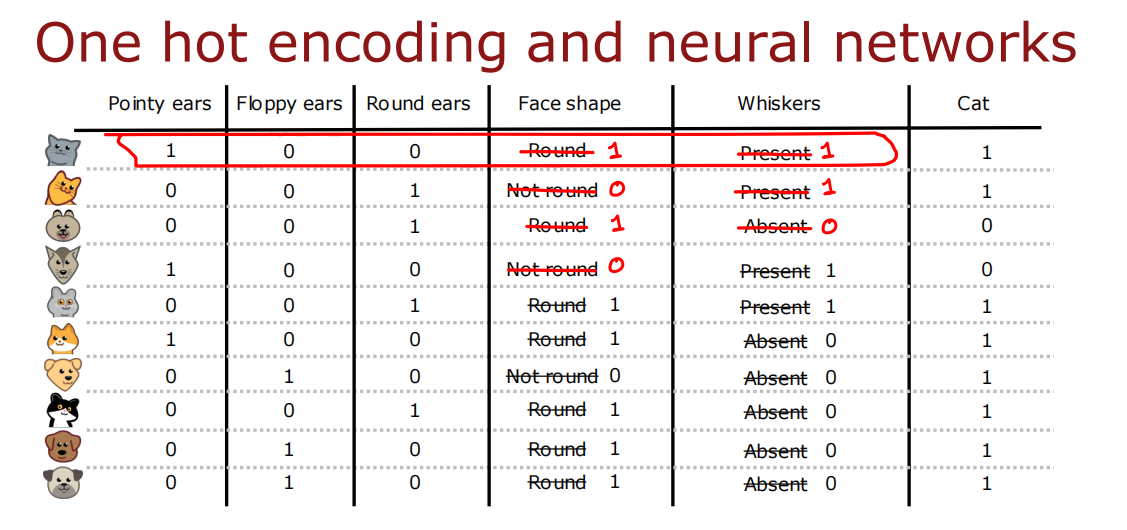 One hot encoding and neural networks
Pointy ears Floppy ears Round ears Face shape Whiskers Cat
1 0 0 Round 1 Present 1 1
0 0 1 Not round 0 Present 1 1
0 0 1 Round 1 Absent 0 0
1 0 0 Not round 0 Present 1 0
0 0 1 Round 1 Present 1 1
1 0 0 Round 1 Absent 0 1
0 1 0 Not round 0 Absent 0 1
0 0 1 Round 1 Absent 0 1
0 1 0 Round 1 Absent 0 1
0 1 0 Round 1 Absent 0 1